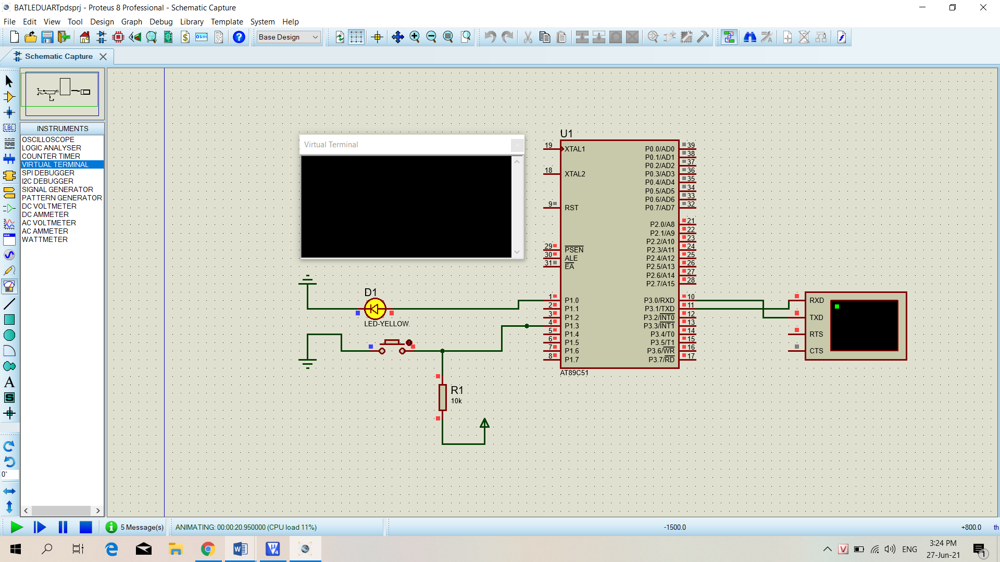 BATLEDUARTpdsprj - Proteus 8 Professional - Schematic Capture
File Edit View Tool Design Graph Debug Library Template System Help
Base Design
Schematic Capture
INSTRUMENTS
OSCILLOSCOPE
LOGIC ANALYSER
COUNTER TIMER
VIRTUAL TERMINAL
SPI DEBUGGER
I2C DEBUGGER
SIGNAL GENERATOR
PATTERN GENERATOR
DC VOLTMETER
DC AMMETER
AC VOLTMETER
AC AMMETER
WATTMETER
LBL
A
S
0°
Virtual Terminal
U1
19 XTAL1
18 XTAL2
9 RST
29 PSEN
30 ALE
31 EA
1 P1.0
2 P1.1
3 P1.2
4 P1.3
5 P1.4
6 P1.5
7 P1.6
8 P1.7
P0.0/AD0 39
P0.1/AD1 38
P0.2/AD2 37
P0.3/AD3 36
P0.4/AD4 35
P0.5/AD5 34
P0.6/AD6 33
P0.7/AD7 32
P2.0/A8 21
P2.1/A9 22
P2.2/A10 23
P2.3/A11 24
P2.4/A12 25
P2.5/A13 26
P2.6/A14 27
P2.7/A15 28
P3.0/RXD 10
P3.1/TXD 11
P3.2/INT0 12
P3.3/INT1 13
P3.4/T0 14
P3.5/T1 15
P3.6/WR 16
P3.7/RD 17
AT89C51
D1
LED-YELLOW
R1
10k
RXD
TXD
RTS
CTS
5 Message(s)
ANIMATING: 00:00:20.950000 (CPU load 11%)
-1500.0
+800.0
th
ENG
3:24 PM
27-Jun-21
1